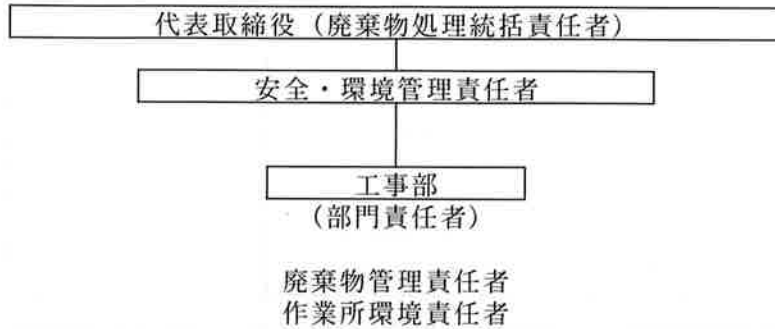 代表取締役（廃棄物処理統括責任者）
安全・環境管理責任者
工事部
（部門責任者）
廃棄物管理責任者
作業所環境責任者